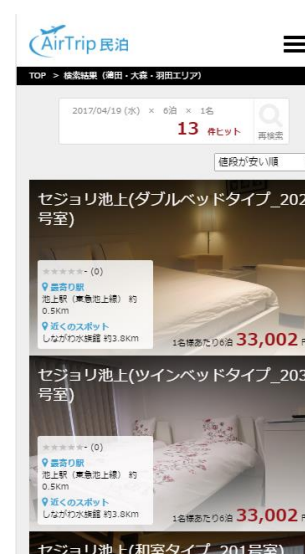 AirTrip 民泊
TOP > 検索結果（蒲田・大森・羽田エリア）
2017/04/19 (水) × 6泊 × 1名
13 件ヒット
再検索
値段が安い順
セジョリ池上(ダブルベッドタイプ_202
号室)
★★★★★- (0)
最寄り駅
池上駅（東急池上線） 約
0.5Km
近くのスポット
しながわ水族館 約3.8Km
1名様あたり6泊 33,002 円
セジョリ池上(ツインベッドタイプ_203
号室)
★★★★★- (0)
最寄り駅
池上駅（東急池上線） 約
0.5Km
近くのスポット
しながわ水族館 約3.8Km
1名様あたり6泊 33,002 円
セジョリ池上(和室タイプ_201号室)